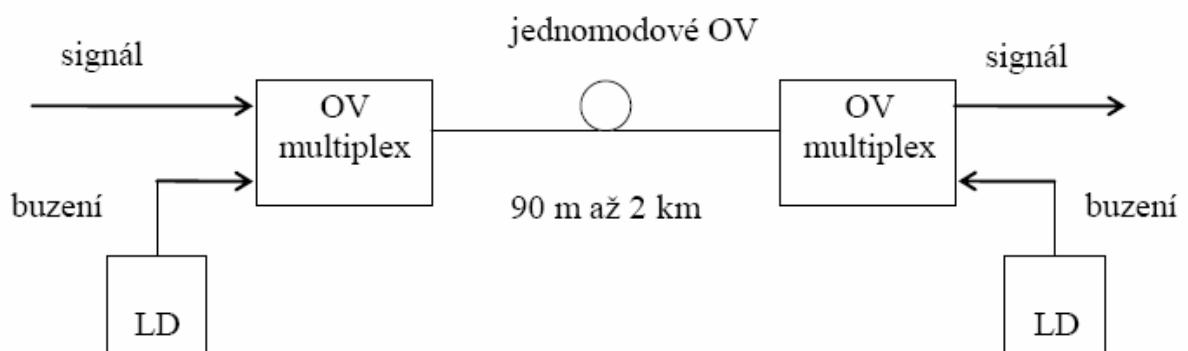 jednomodové OV
signál
signál
OV
multiplex
OV
multiplex
buzení
90 m až 2 km
buzení
LD
LD